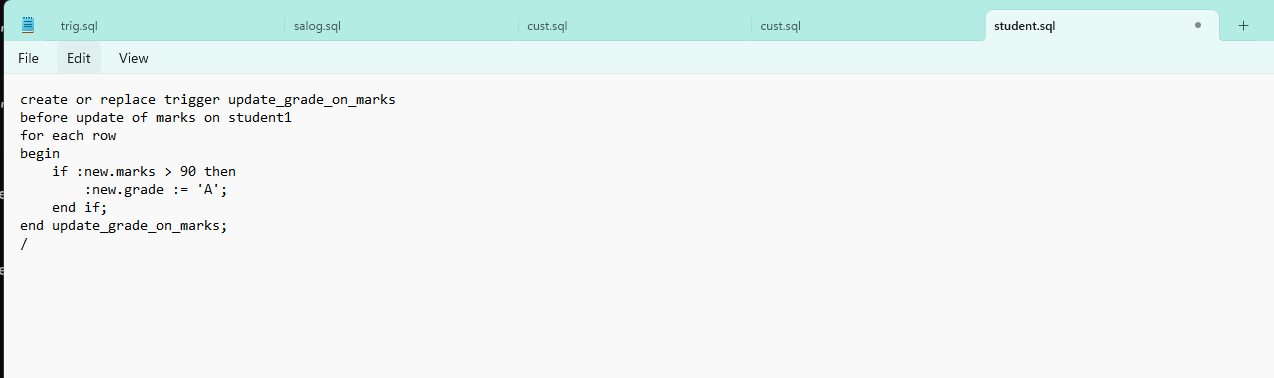 trig.sql
salog.sql
cust.sql
cust.sql
student.sql
File
Edit
View
create or replace trigger update_grade_on_marks
before update of marks on student1
for each row
begin
    if :new.marks > 90 then
        :new.grade := 'A';
    end if;
end update_grade_on_marks;
/